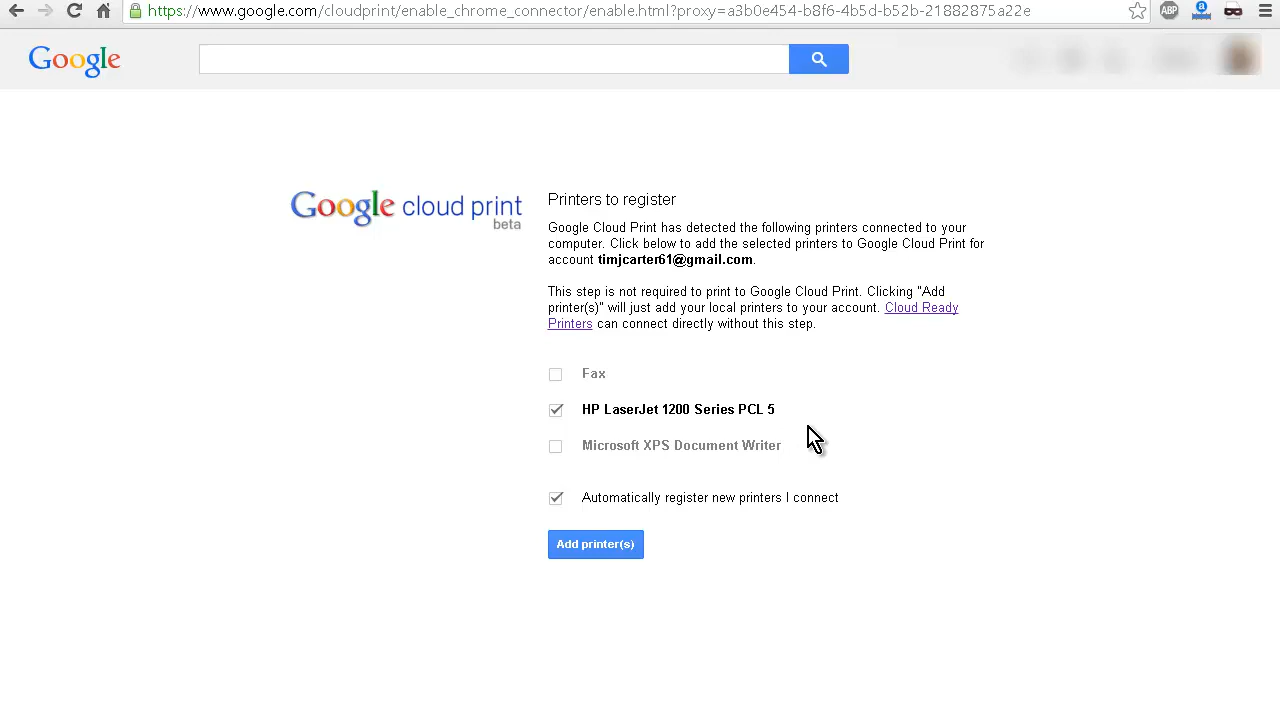 https://www.google.com/cloudprint/enable_chrome_connector/enable.html?proxy=a3b0e454-b8f6-4b5d-b52b-21882875a22e
ABP
a
Google
Google cloud print
beta
Printers to register
Google Cloud Print has detected the following printers connected to your
computer. Click below to add the selected printers to Google Cloud Print for
account timjcarter61@gmail.com.
This step is not required to print to Google Cloud Print. Clicking "Add
printer(s)" will just add your local printers to your account. Cloud Ready
Printers can connect directly without this step.
Fax
HP LaserJet 1200 Series PCL 5
Microsoft XPS Document Writer
Automatically register new printers I connect
Add printer(s)